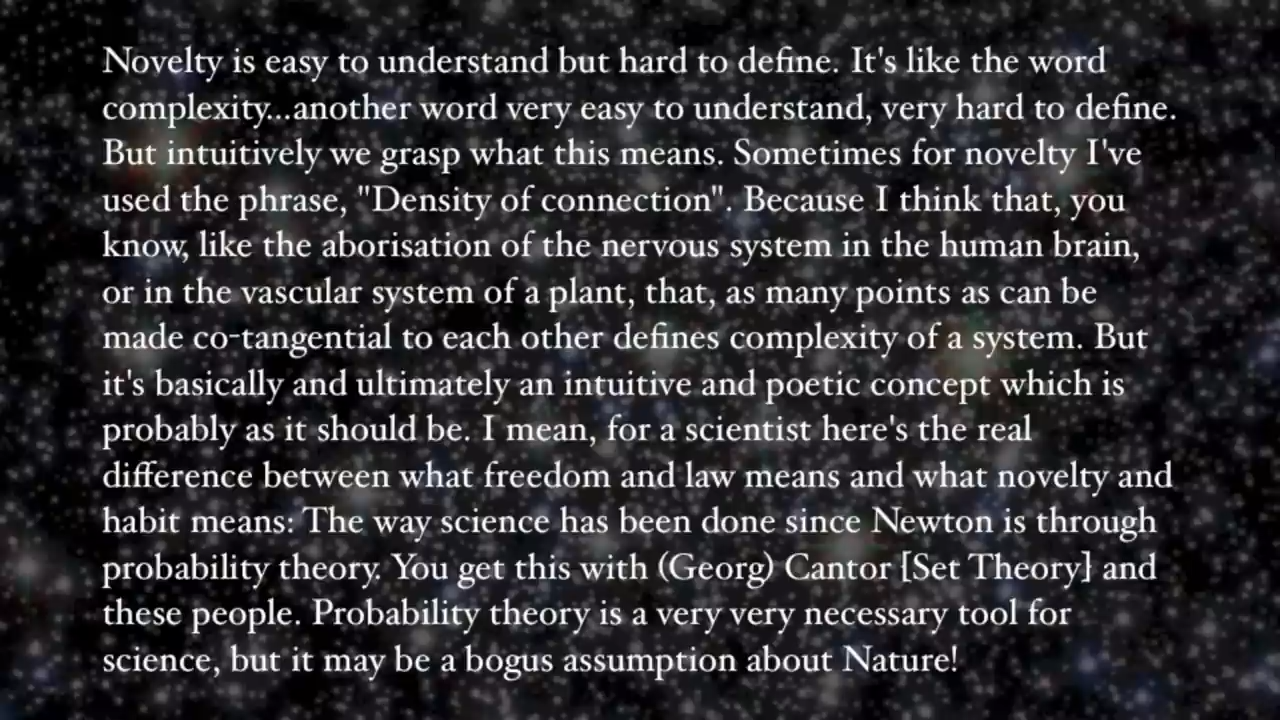 Novelty is easy to understand but hard to define. It's like the word
complexity...another word very easy to understand, very hard to define.
But intuitively we grasp what this means. Sometimes for novelty I've
used the phrase, "Density of connection". Because I think that, you
know, like the aborisation of the nervous system in the human brain,
or in the vascular system of a plant, that, as many points as can be
made co-tangential to each other defines complexity of a system. But
it's basically and ultimately an intuitive and poetic concept which is
probably as it should be. I mean, for a scientist here's the real
difference between what freedom and law means and what novelty and
habit means: The way science has been done since Newton is through
probability theory. You get this with (Georg) Cantor [Set Theory] and
these people. Probability theory is a very very necessary tool for
science, but it may be a bogus assumption about Nature!